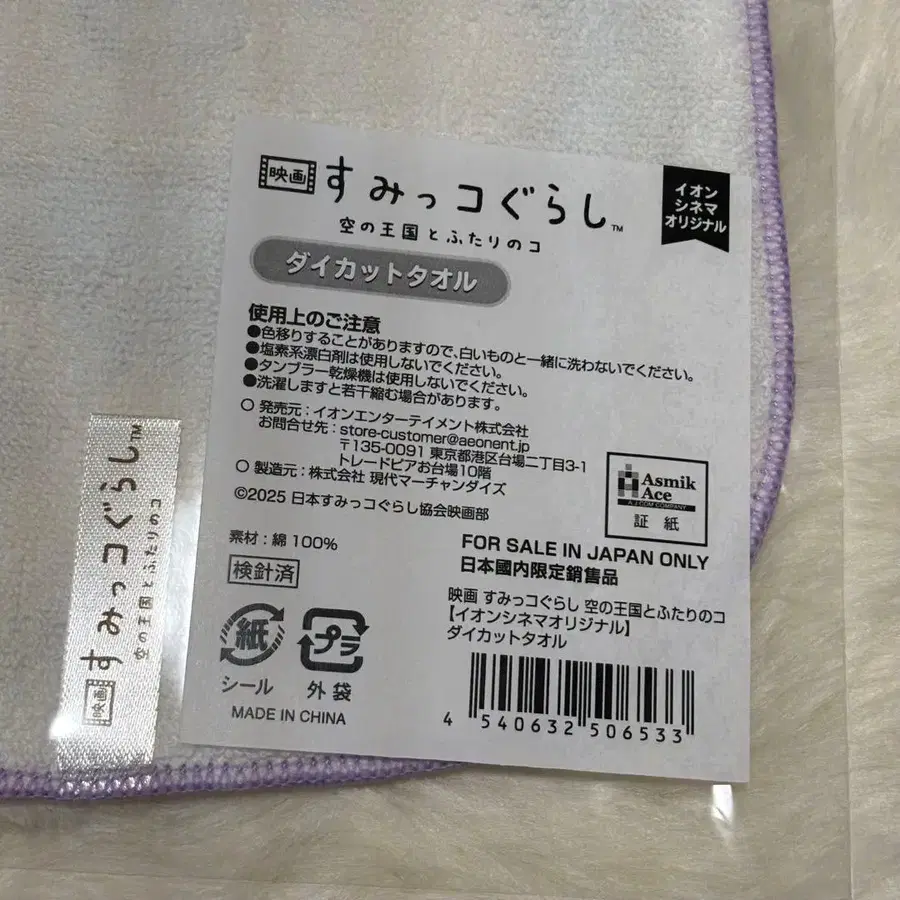 映画 すみっコぐらし™
空の王国とふたりのコ
イオン
シネマ
オリジナル
ダイカットタオル
使用上のご注意
●色移りすることがありますので、白いものと一緒に洗わないでください。
●塩素系漂白剤は使用しないでください。
●タンブラー乾燥機は使用しないでください。
●洗濯しますと若干縮む場合があります。
○ 発売元：イオンエンターテイメント株式会社
お問合せ先：store-customer@aeonent.jp
〒135-0091 東京都港区台場二丁目3-1
トレードピアお台場10階
○ 製造元：株式会社 現代マーチャンダイズ
©2025 日本すみっコぐらし協会映画部
Asmik
Ace
A J:COM COMPANY
証紙
素材：綿 100%
検針済
FOR SALE IN JAPAN ONLY
日本國內限定銷售品
映画 すみっコぐらし 空の王国とふたりのコ
【イオンシネマオリジナル】
ダイカットタオル
紙
シール
プラ
外袋
MADE IN CHINA
4 540632 506533
映画 すみっコぐらし™
空の王国とふたりのコ